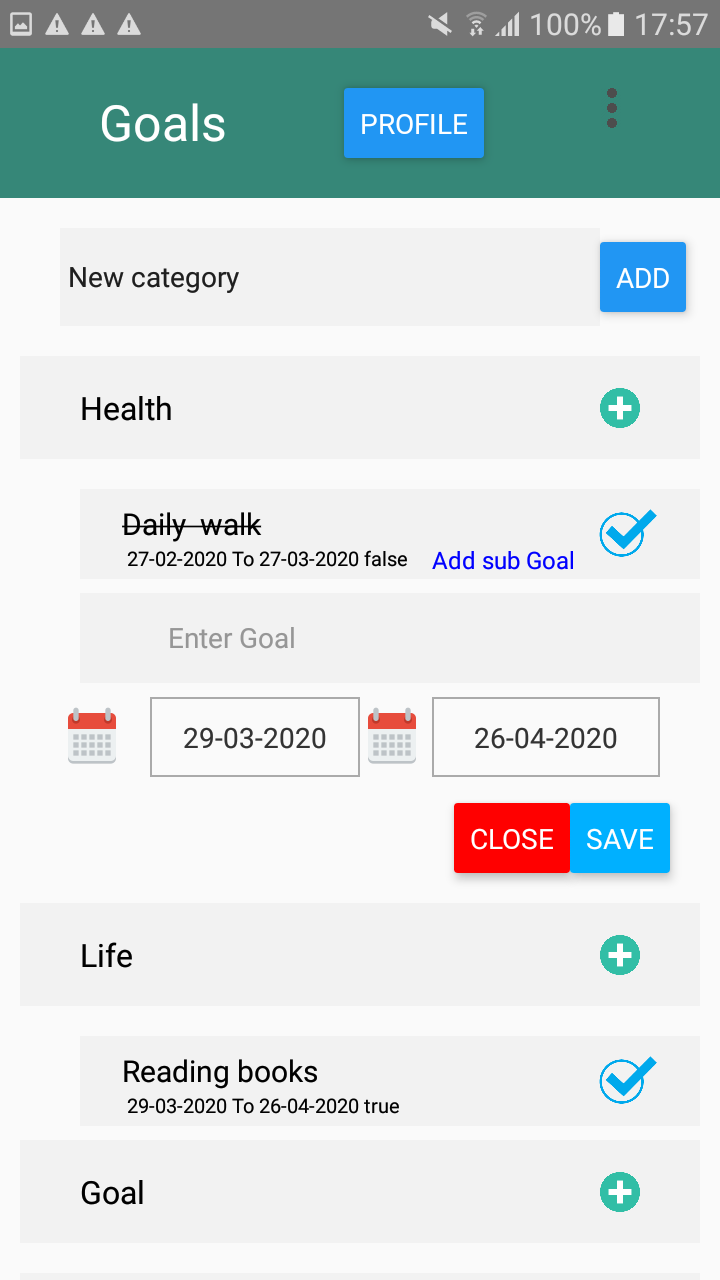 100% 17:57
Goals PROFILE
New category ADD
Health
Daily walk
27-02-2020 To 27-03-2020 false Add sub Goal
Enter Goal
29-03-2020 26-04-2020
CLOSE SAVE
Life
Reading books
29-03-2020 To 26-04-2020 true
Goal